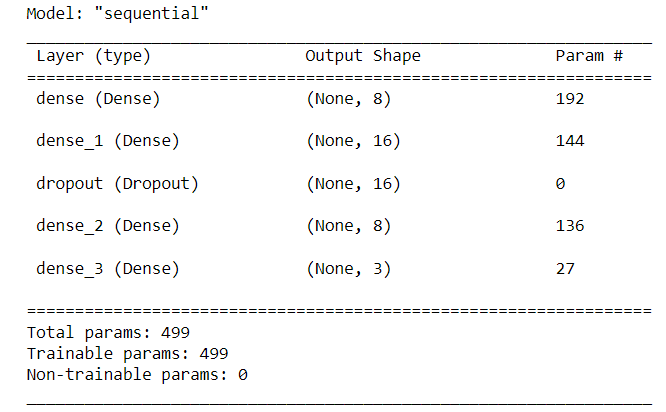 Model: "sequential"
_________________________________________________________________
Layer (type) Output Shape Param #
=================================================================
dense (Dense) (None, 8) 192
dense_1 (Dense) (None, 16) 144
dropout (Dropout) (None, 16) 0
dense_2 (Dense) (None, 8) 136
dense_3 (Dense) (None, 3) 27
=================================================================
Total params: 499
Trainable params: 499
Non-trainable params: 0
_________________________________________________________________